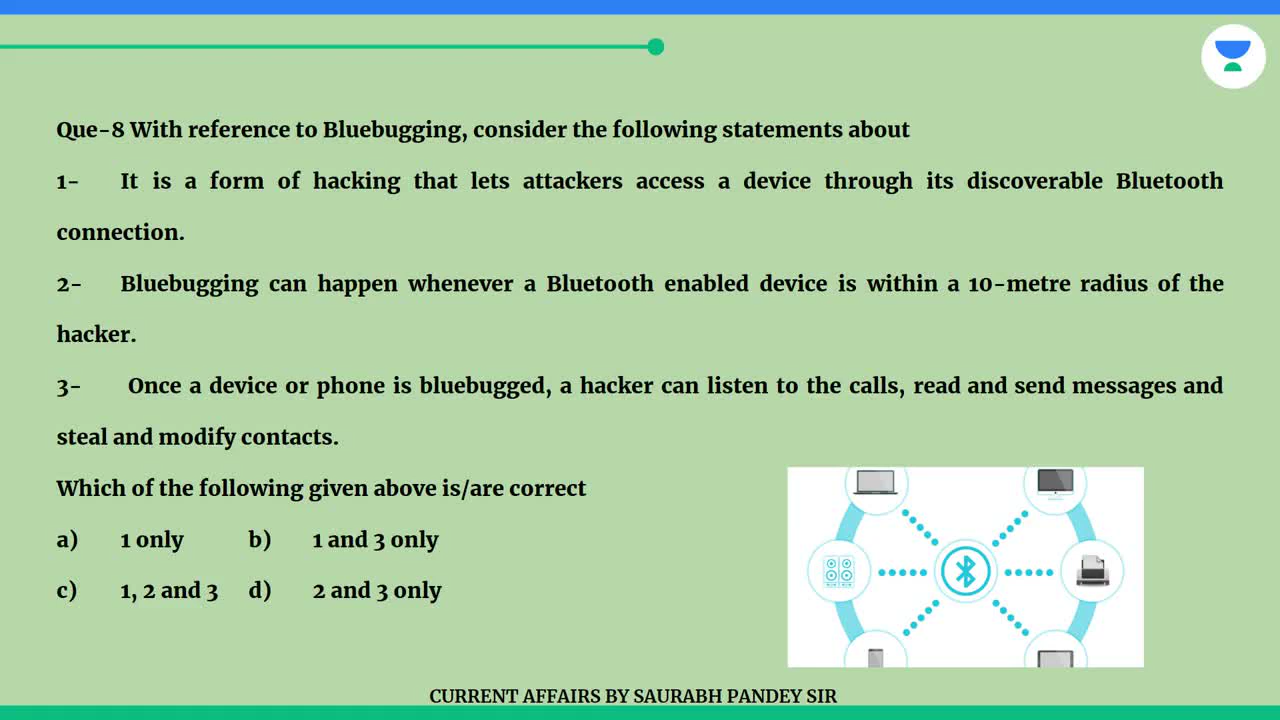 Que-8 With reference to Bluebugging, consider the following statements about
1- It is a form of hacking that lets attackers access a device through its discoverable Bluetooth
connection.
2- Bluebugging can happen whenever a Bluetooth enabled device is within a 10-metre radius of the
hacker.
3- Once a device or phone is bluebugged, a hacker can listen to the calls, read and send messages and
steal and modify contacts.
Which of the following given above is/are correct
a) 1 only b) 1 and 3 only
c) 1, 2 and 3 d) 2 and 3 only
CURRENT AFFAIRS BY SAURABH PANDEY SIR